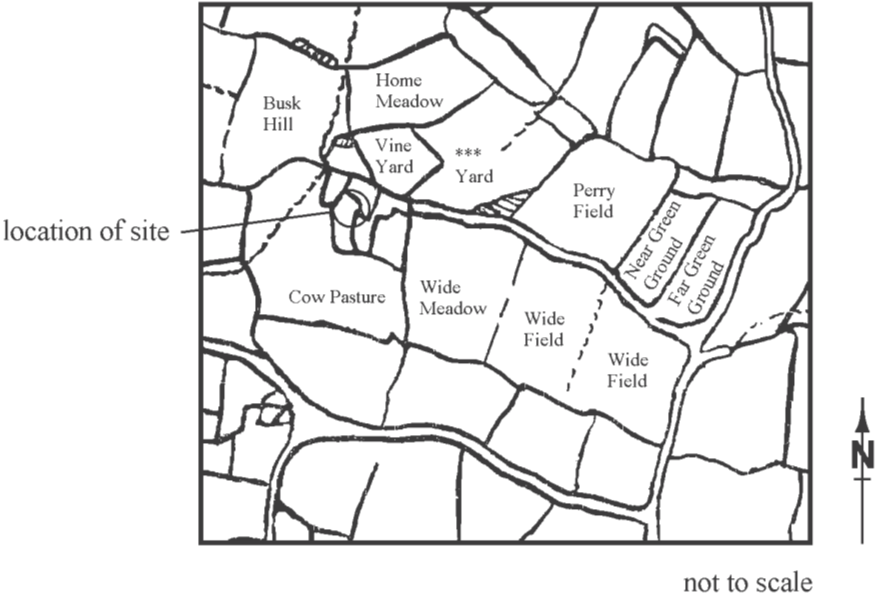 Home
Meadow
Busk
Hill
Vine
Yard
***
Yard
Perry
Field
location of site
Near Green
Ground
Far Green
Ground
Cow Pasture
Wide
Meadow
Wide
Field
Wide
Field
N
not to scale